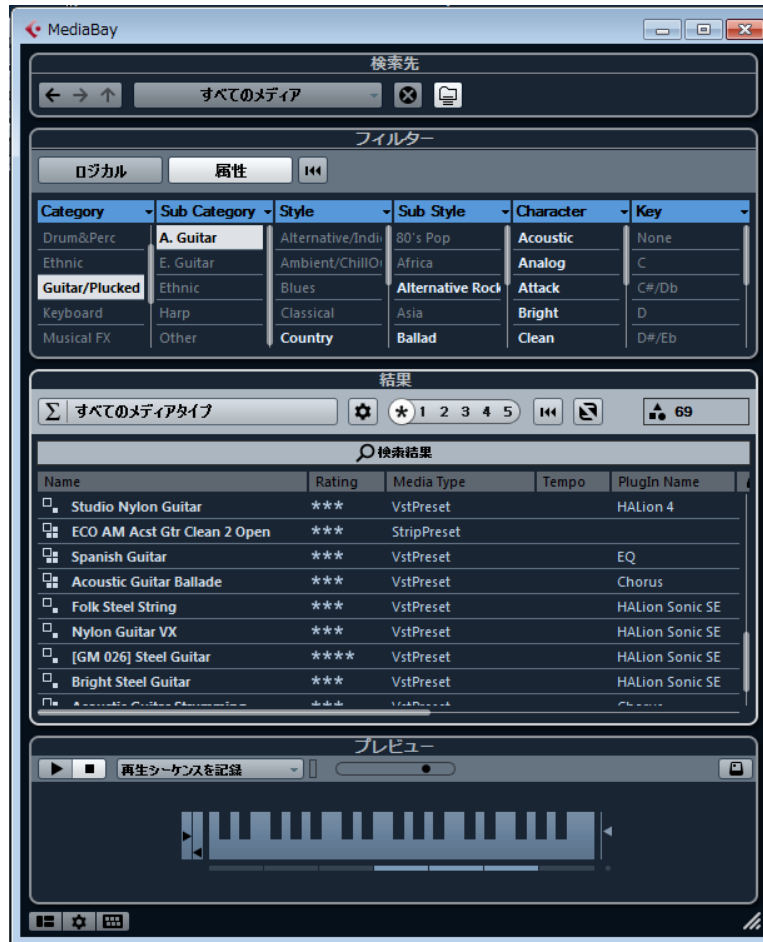 MediaBay
検索先
すべてのメディア
フィルター
ロジカル 属性
Category Sub Category Style Sub Style Character Key
Drum&Perc A. Guitar Alternative/Indi 80's Pop Acoustic None
Ethnic E. Guitar Ambient/ChillO Africa Analog C
Guitar/Plucked Ethnic Blues Alternative Rock Attack C#/Db
Keyboard Harp Classical Asia Bright D
Musical FX Other Country Ballad Clean D#/Eb
結果
Σ すべてのメディアタイプ * 1 2 3 4 5 69
検索結果
Name Rating Media Type Tempo PlugIn Name
Studio Nylon Guitar *** VstPreset HALion 4
ECO AM Acst Gtr Clean 2 Open *** StripPreset
Spanish Guitar *** VstPreset EQ
Acoustic Guitar Ballade *** VstPreset Chorus
Folk Steel String *** VstPreset HALion Sonic SE
Nylon Guitar VX *** VstPreset HALion Sonic SE
[GM 026] Steel Guitar **** VstPreset HALion Sonic SE
Bright Steel Guitar *** VstPreset HALion Sonic SE
Acoustic Guitar Strumming *** VstPreset Chorus
プレビュー
再生シーケンスを記録